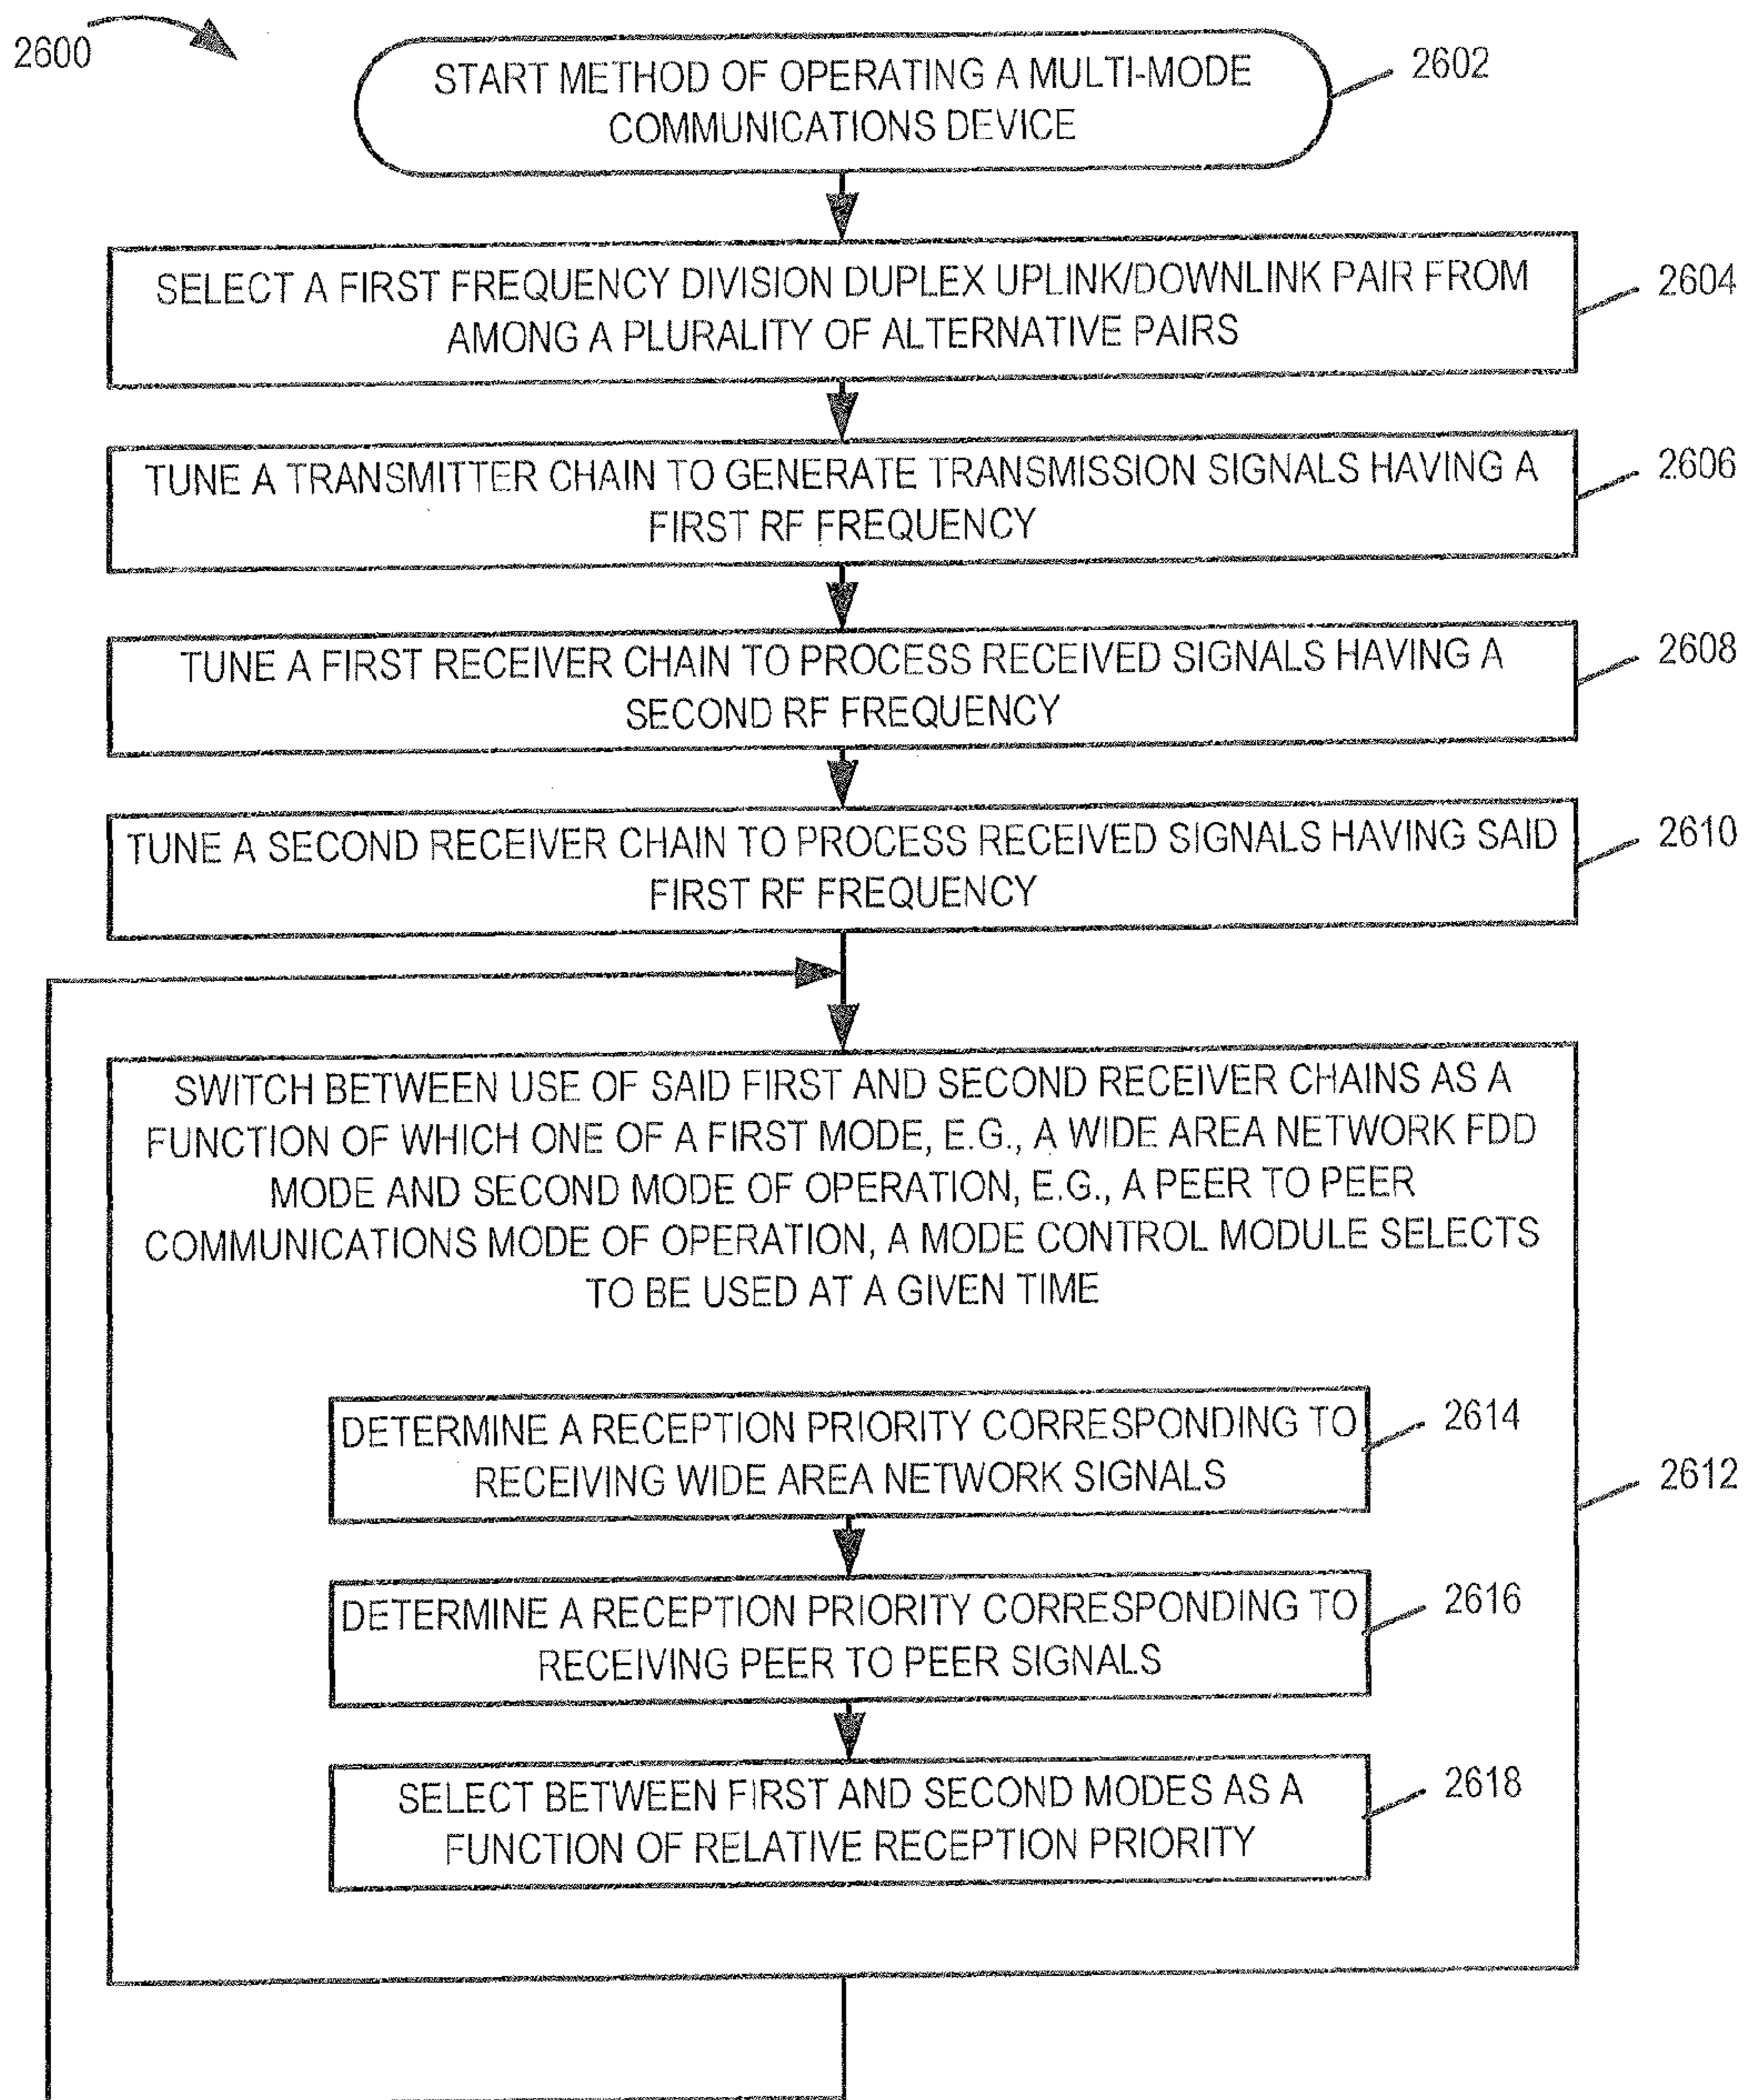 2600
START METHOD OF OPERATING A MULTI-MODE
COMMUNICATIONS DEVICE
2602
SELECT A FIRST FREQUENCY DIVISION DUPLEX UPLINK/DOWNLINK PAIR FROM
AMONG A PLURALITY OF ALTERNATIVE PAIRS
2604
TUNE A TRANSMITTER CHAIN TO GENERATE TRANSMISSION SIGNALS HAVING A
FIRST RF FREQUENCY
2606
TUNE A FIRST RECEIVER CHAIN TO PROCESS RECEIVED SIGNALS HAVING A
SECOND RF FREQUENCY
2608
TUNE A SECOND RECEIVER CHAIN TO PROCESS RECEIVED SIGNALS HAVING SAID
FIRST RF FREQUENCY
2610
SWITCH BETWEEN USE OF SAID FIRST AND SECOND RECEIVER CHAINS AS A
FUNCTION OF WHICH ONE OF A FIRST MODE, E.G., A WIDE AREA NETWORK FDD
MODE AND SECOND MODE OF OPERATION, E.G., A PEER TO PEER
COMMUNICATIONS MODE OF OPERATION, A MODE CONTROL MODULE SELECTS
TO BE USED AT A GIVEN TIME
DETERMINE A RECEPTION PRIORITY CORRESPONDING TO
RECEIVING WIDE AREA NETWORK SIGNALS
2614
2612
DETERMINE A RECEPTION PRIORITY CORRESPONDING TO
RECEIVING PEER TO PEER SIGNALS
2616
SELECT BETWEEN FIRST AND SECOND MODES AS A
FUNCTION OF RELATIVE RECEPTION PRIORITY
2618